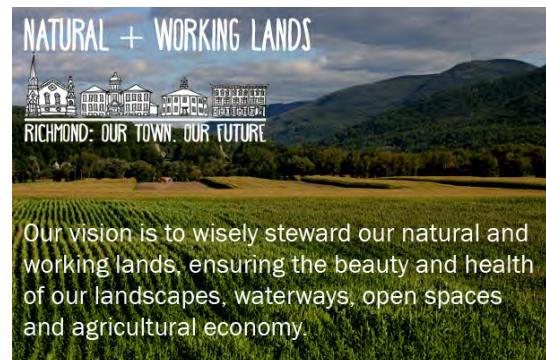 NATURAL + WORKING LANDS
RICHMOND: OUR TOWN. OUR FUTURE
Our vision is to wisely steward our natural and
working lands, ensuring the beauty and health
of our landscapes, waterways, open spaces
and agricultural economy.